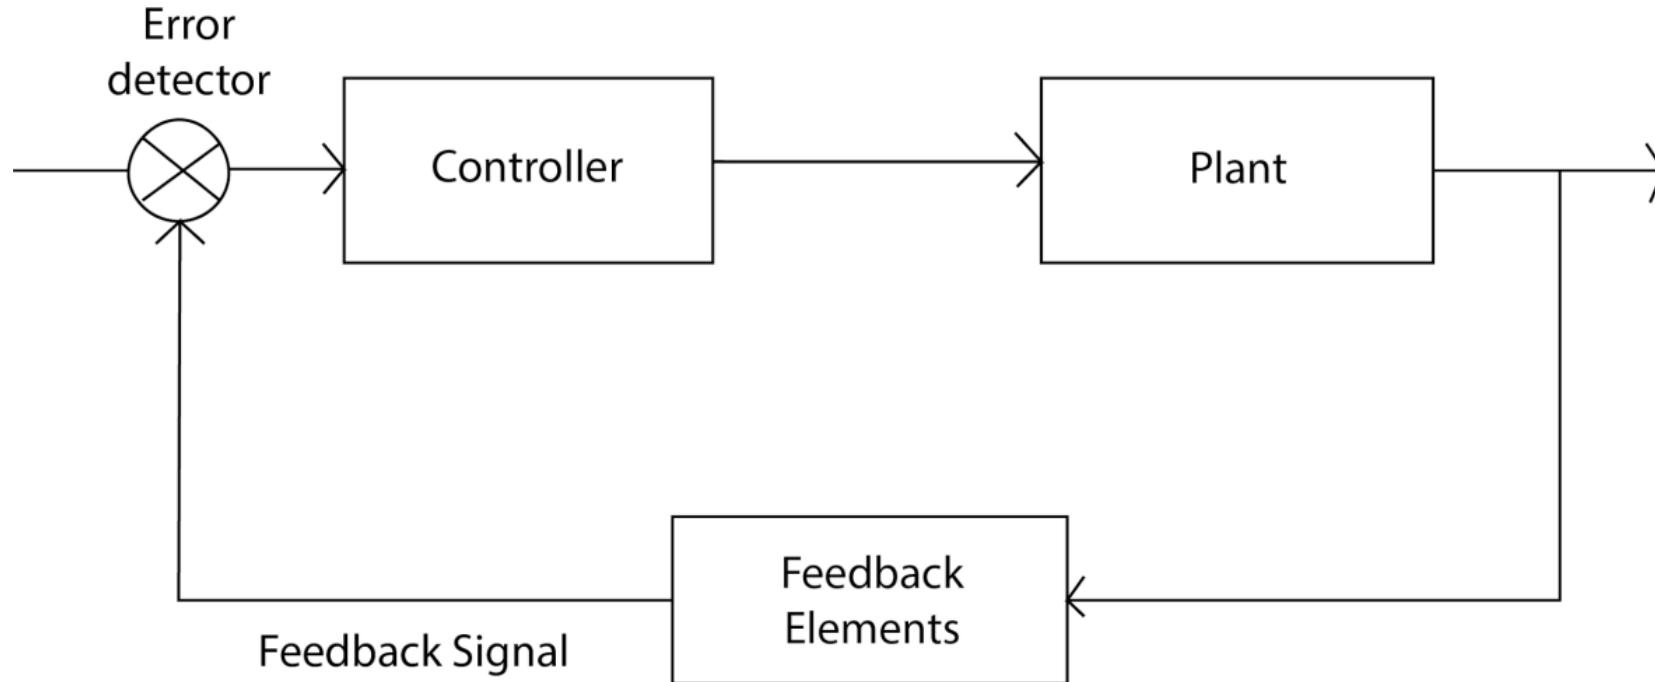 Error
detector
Controller
Plant
Feedback
Elements
Feedback Signal